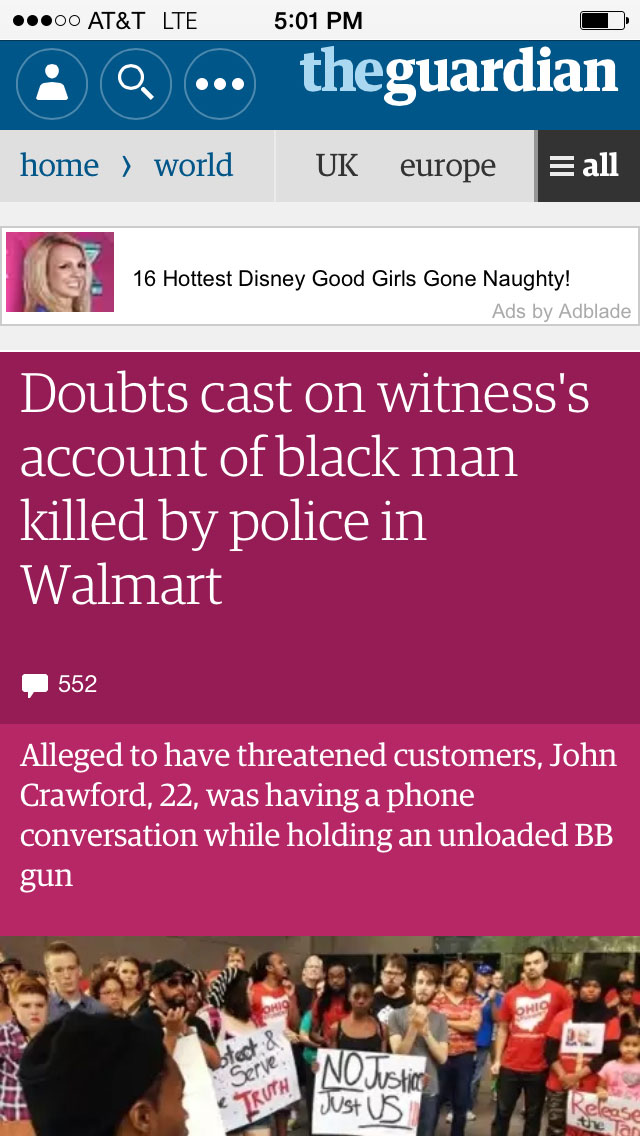 AT&T LTE 5:01 PM
theguardian
home › world UK europe all
16 Hottest Disney Good Girls Gone Naughty!
Ads by Adblade
Doubts cast on witness's
account of black man
killed by police in
Walmart
552
Alleged to have threatened customers, John
Crawford, 22, was having a phone
conversation while holding an unloaded BB
gun
OHIO
OHIO
&
Serve
TRUTH
NO Justice
Just US
Release
the